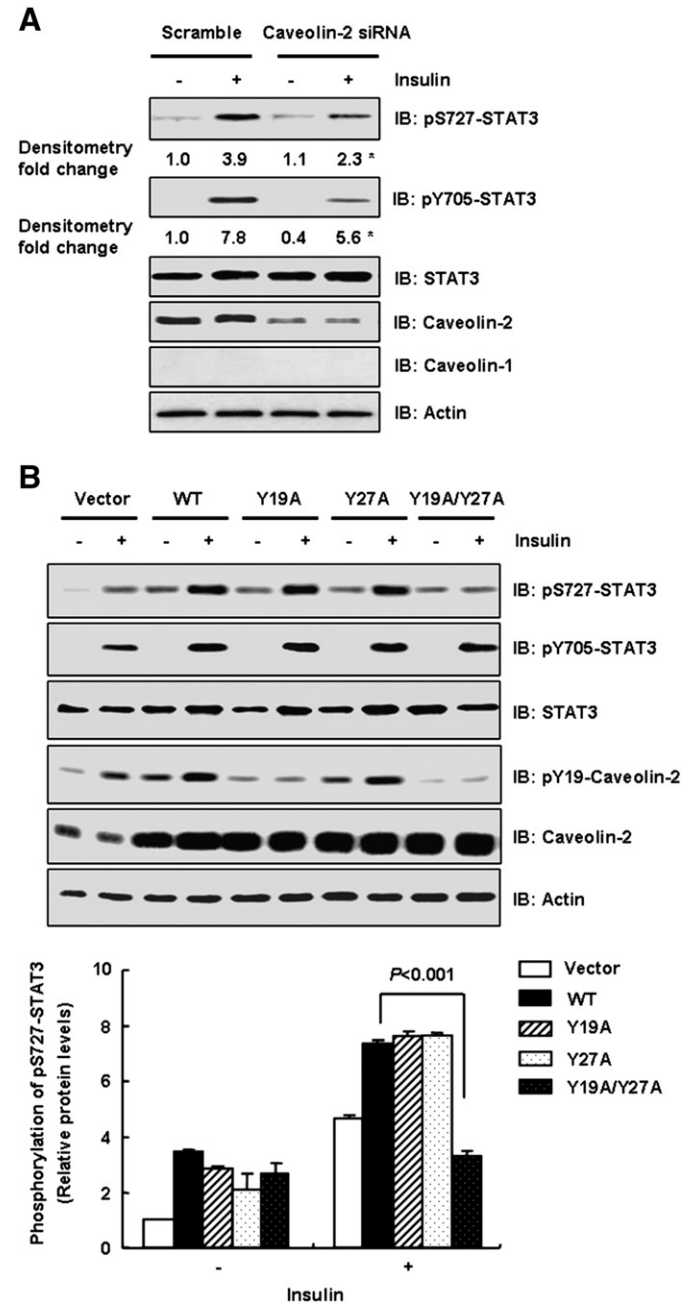 A
Scramble Caveolin-2 siRNA
- + - + Insulin
IB: pS727-STAT3
Densitometry
fold change 1.0 3.9 1.1 2.3 *
IB: pY705-STAT3
Densitometry
fold change 1.0 7.8 0.4 5.6 *
IB: STAT3
IB: Caveolin-2
IB: Caveolin-1
IB: Actin
B
Vector WT Y19A Y27A Y19A/Y27A
- + - + - + - + - + Insulin
IB: pS727-STAT3
IB: pY705-STAT3
IB: STAT3
IB: pY19-Caveolin-2
IB: Caveolin-2
IB: Actin
Phosphorylation of pS727-STAT3
(Relative protein levels)
10
8
6
4
2
0
P<0.001
Vector
WT
Y19A
Y27A
Y19A/Y27A
- +
Insulin